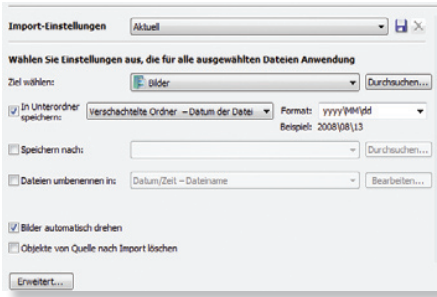 Import-Einstellungen Aktuell
Wählen Sie Einstellungen aus, die für alle ausgewählten Dateien Anwendung
Ziel wählen: Bilder Durchsuchen...
In Unterordner speichern: Verschachtelte Ordner – Datum der Datei Format: yyyy\MM\dd
Beispiel: 2008\08\13
Speichern nach: Durchsuchen...
Dateien umbenennen in: Datum/Zeit – Dateiname Bearbeiten...
Bilder automatisch drehen
Objekte von Quelle nach Import löschen
Erweitert...